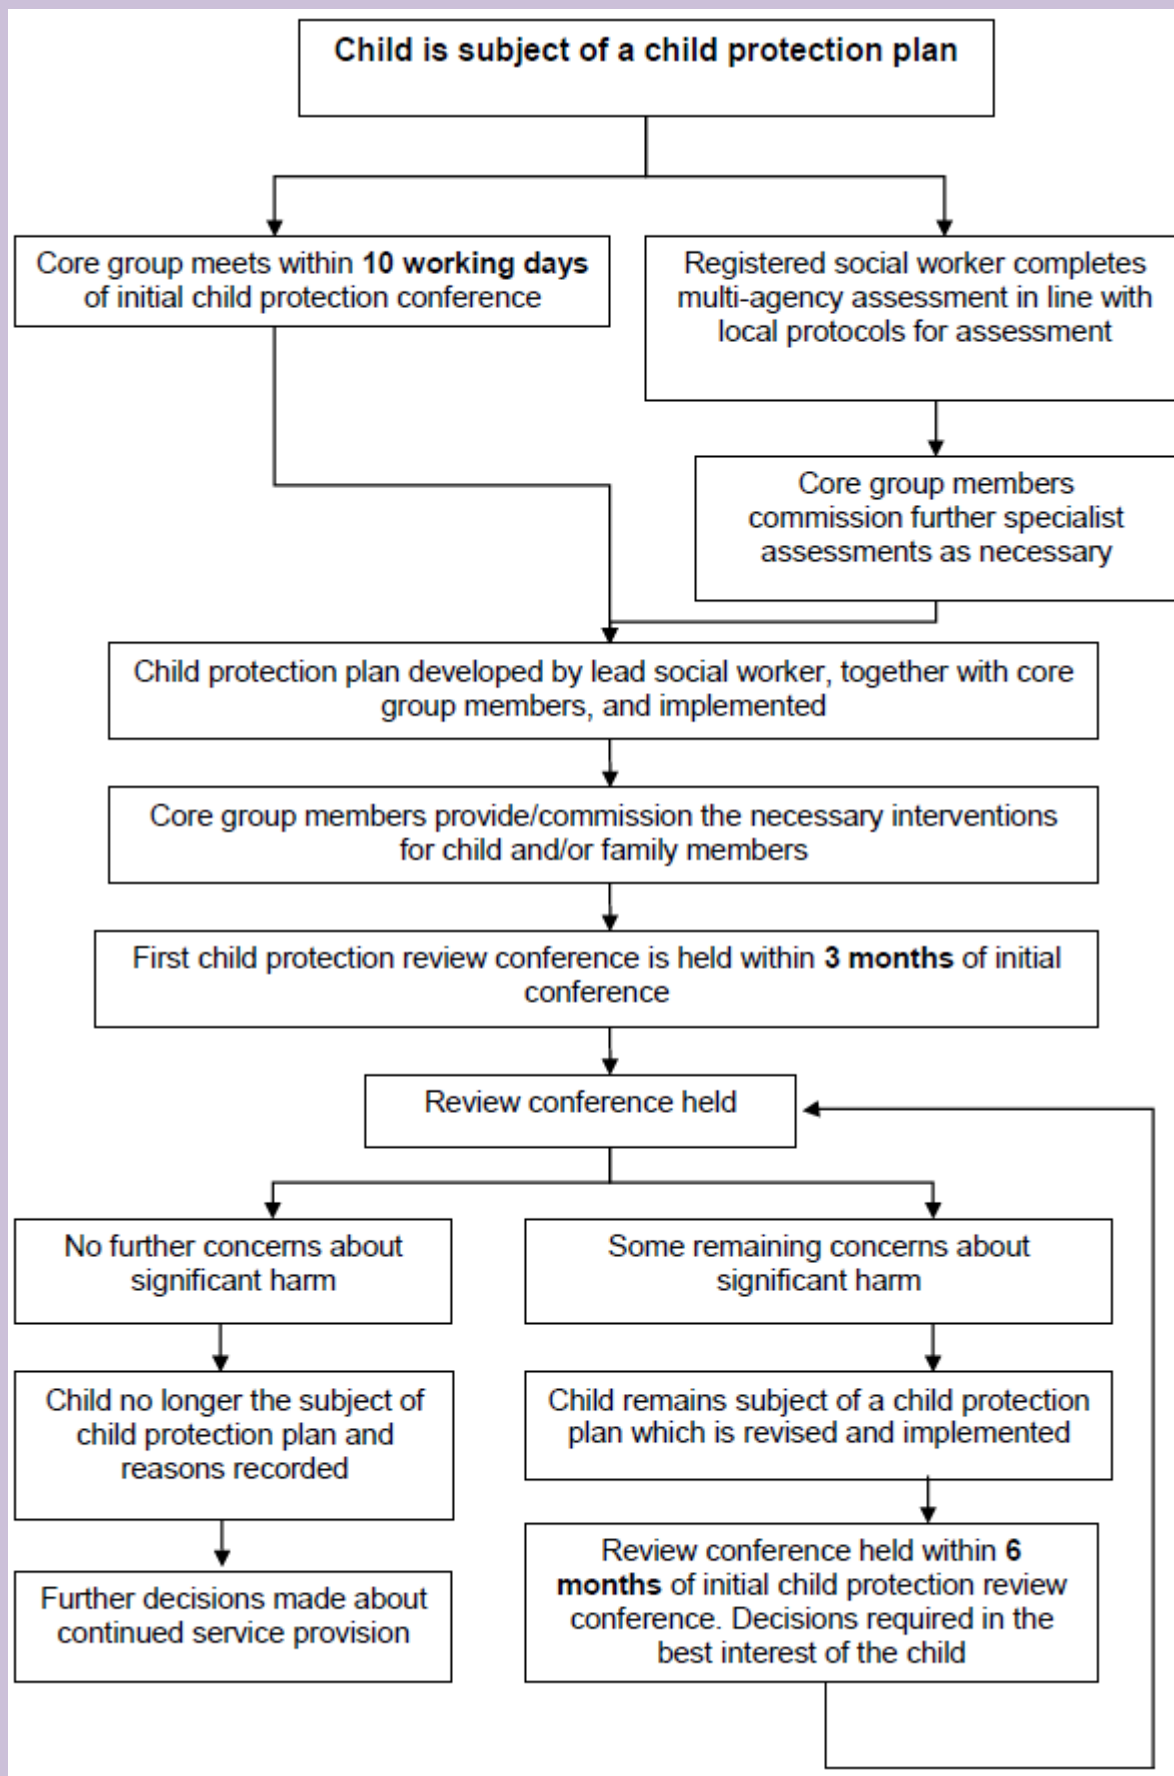 Child is subject of a child protection plan
Core group meets within 10 working days
of initial child protection conference
Registered social worker completes
multi-agency assessment in line with
local protocols for assessment
Core group members
commission further specialist
assessments as necessary
Child protection plan developed by lead social worker, together with core
group members, and implemented
Core group members provide/commission the necessary interventions
for child and/or family members
First child protection review conference is held within 3 months of initial
conference
Review conference held
No further concerns about
significant harm
Some remaining concerns about
significant harm
Child no longer the subject of
child protection plan and
reasons recorded
Child remains subject of a child protection
plan which is revised and implemented
Further decisions made about
continued service provision
Review conference held within 6
months of initial child protection review
conference. Decisions required in the
best interest of the child